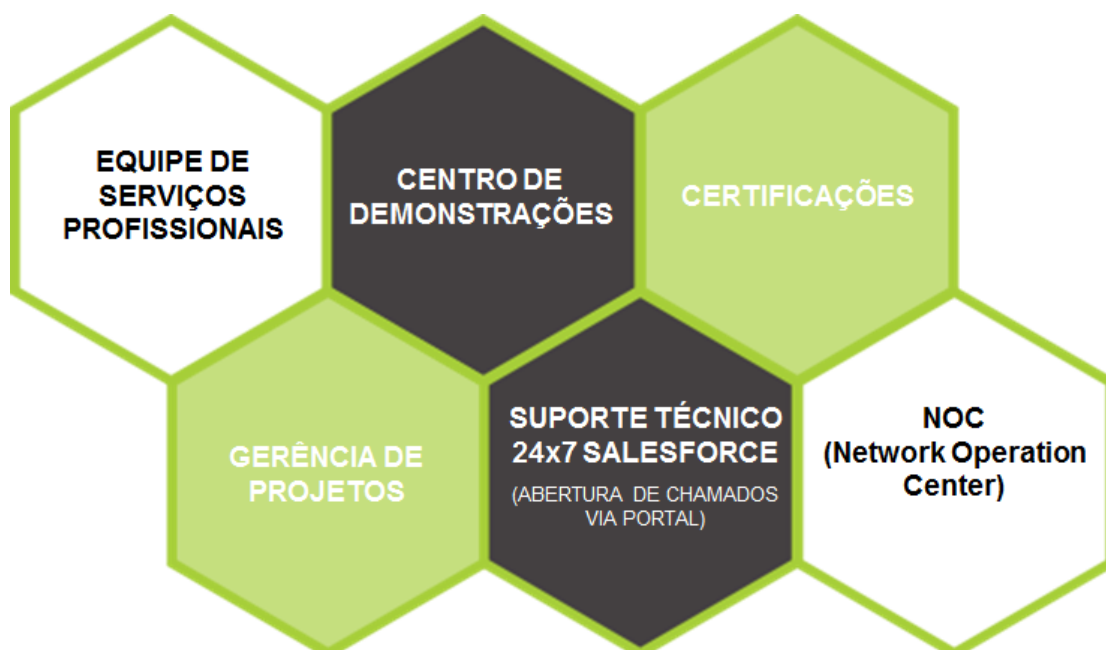 EQUIPE DE
SERVIÇOS
PROFISSIONAIS
CENTRO DE
DEMONSTRAÇÕES
CERTIFICAÇÕES
GERÊNCIA DE
PROJETOS
SUPORTE TÉCNICO
24x7 SALESFORCE
(ABERTURA DE CHAMADOS
VIA PORTAL)
NOC
(Network Operation
Center)